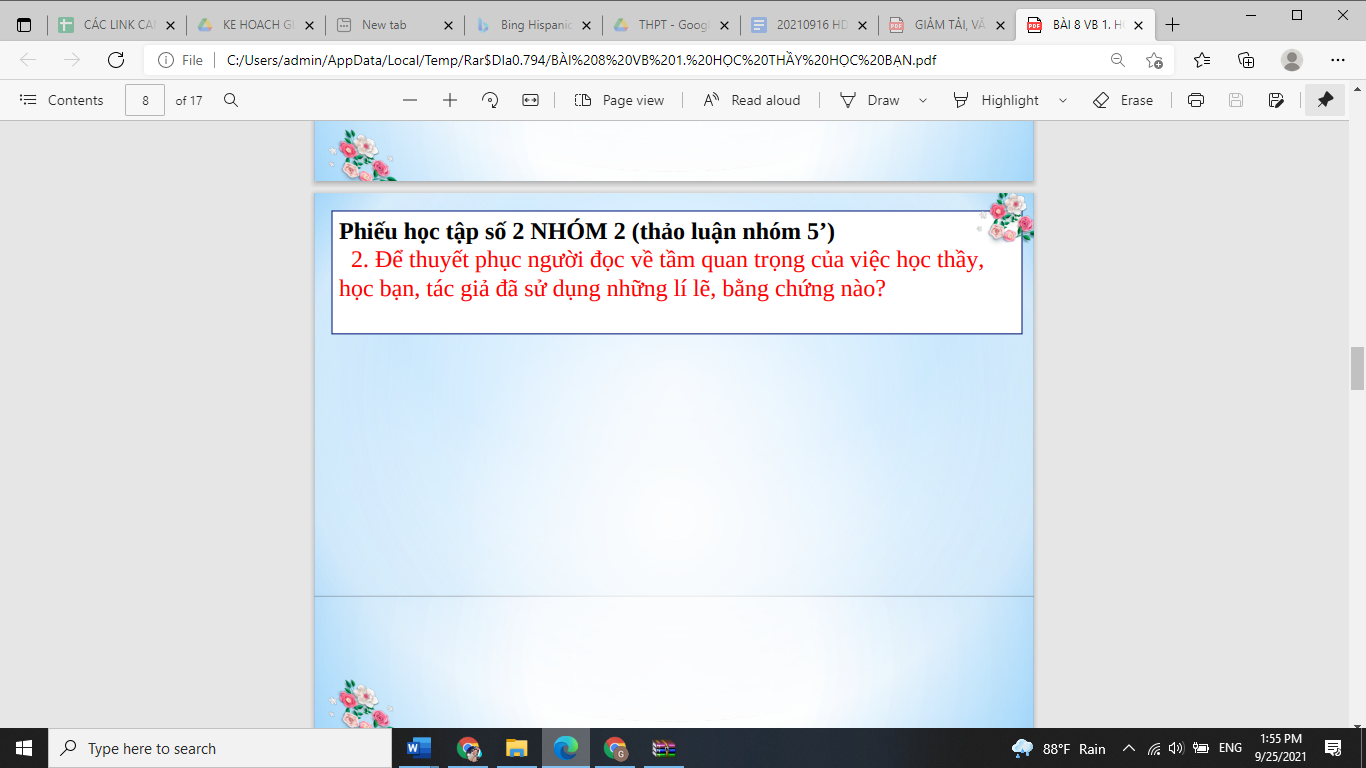 CÁC LINK CAI
KE HOACH GI
New tab
Bing Hispanic
THPT - Googl
20210916 HD
GIẢM TẢI, VĂ
BÀI 8 VB 1. HỌ
File
C:/Users/admin/AppData/Local/Temp/Rar$DIa0.794/BÀI%208%20VB%201.%20HỌC%20THẦY%20HỌC%20BẠN.pdf
Contents
8
of 17
Page view
Read aloud
Draw
Highlight
Erase
Phiếu học tập số 2 NHÓM 2 (thảo luận nhóm 5’)
2. Để thuyết phục người đọc về tầm quan trọng của việc học thầy,
học bạn, tác giả đã sử dụng những lí lẽ, bằng chứng nào?
Type here to search
88°F Rain
ENG
1:55 PM
9/25/2021